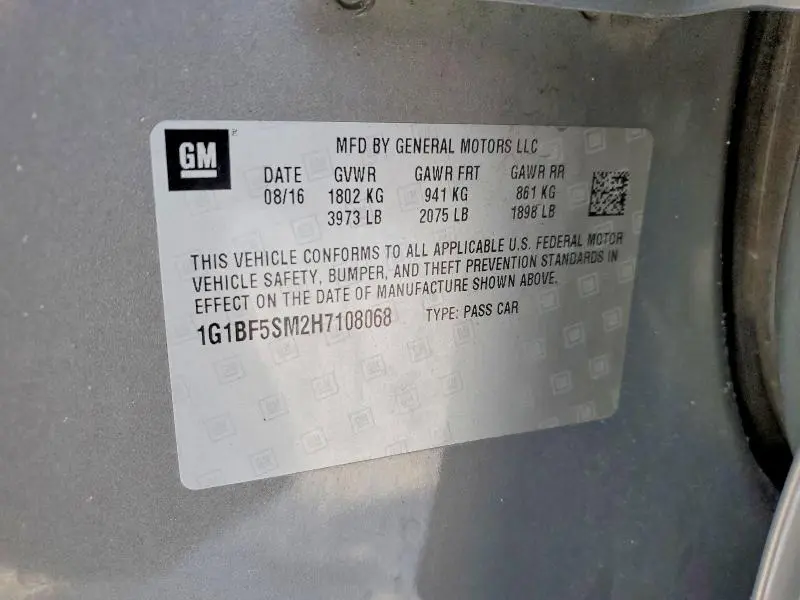 GM
MFD BY GENERAL MOTORS LLC
DATE GVWR GAWR FRT GAWR RR
08/16 1802 KG 941 KG 861 KG
3973 LB 2075 LB 1898 LB
THIS VEHICLE CONFORMS TO ALL APPLICABLE U.S. FEDERAL MOTOR
VEHICLE SAFETY, BUMPER, AND THEFT PREVENTION STANDARDS IN
EFFECT ON THE DATE OF MANUFACTURE SHOWN ABOVE.
1G1BF5SM2H7108068 TYPE: PASS CAR